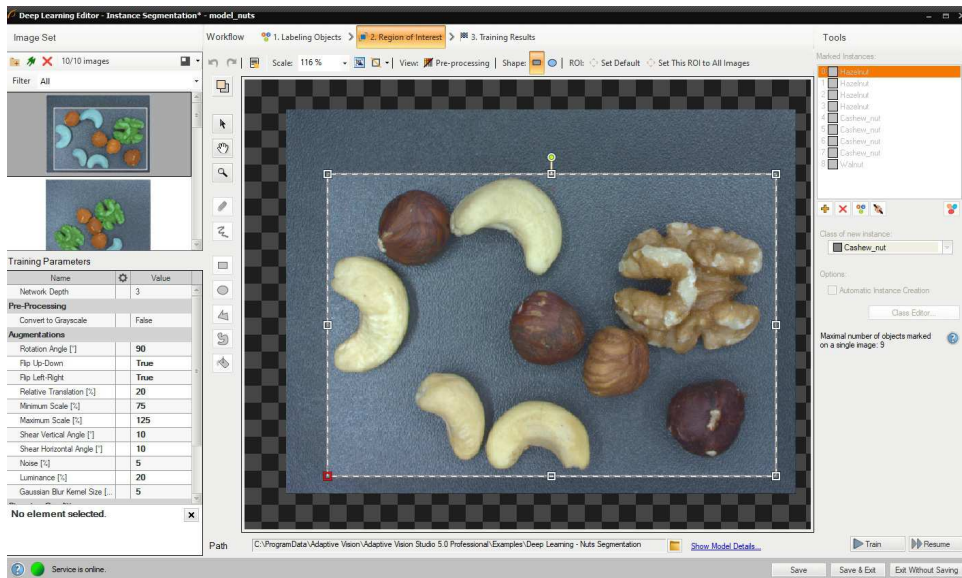 Deep Learning Editor - Instance Segmentation* - model_nuts
Image Set
Workflow
1. Labeling Objects
2. Region of Interest
3. Training Results
Tools
10/10 images
Scale: 116 %
View: Pre-processing
Shape:
ROI: Set Default
Set This ROI to All Images
Marked Instances:
Filter All
0 Hazelnut
1 Hazelnut
2 Hazelnut
3 Hazelnut
4 Cashew_nut
5 Cashew_nut
6 Cashew_nut
7 Cashew_nut
8 Walnut
Class of new instance:
Cashew_nut
Options:
Automatic Instance Creation
Class Editor...
Maximal number of objects marked
on a single image: 9
Training Parameters
Name Value
Network Depth 3
Pre-Processing
Convert to Grayscale False
Augmentations
Rotation Angle [°] 90
Flip Up-Down True
Flip Left-Right True
Relative Translation [%] 20
Minimum Scale [%] 75
Maximum Scale [%] 125
Shear Vertical Angle [°] 10
Shear Horizontal Angle [°] 10
Noise [%] 5
Luminance [%] 20
Gaussian Blur Kernel Size [... 5
No element selected.
Path C:\ProgramData\Adaptive Vision\Adaptive Vision Studio 5.0 Professional\Examples\Deep Learning - Nuts Segmentation
Show Model Details...
Train
Resume
Service is online.
Save
Save & Exit
Exit Without Saving